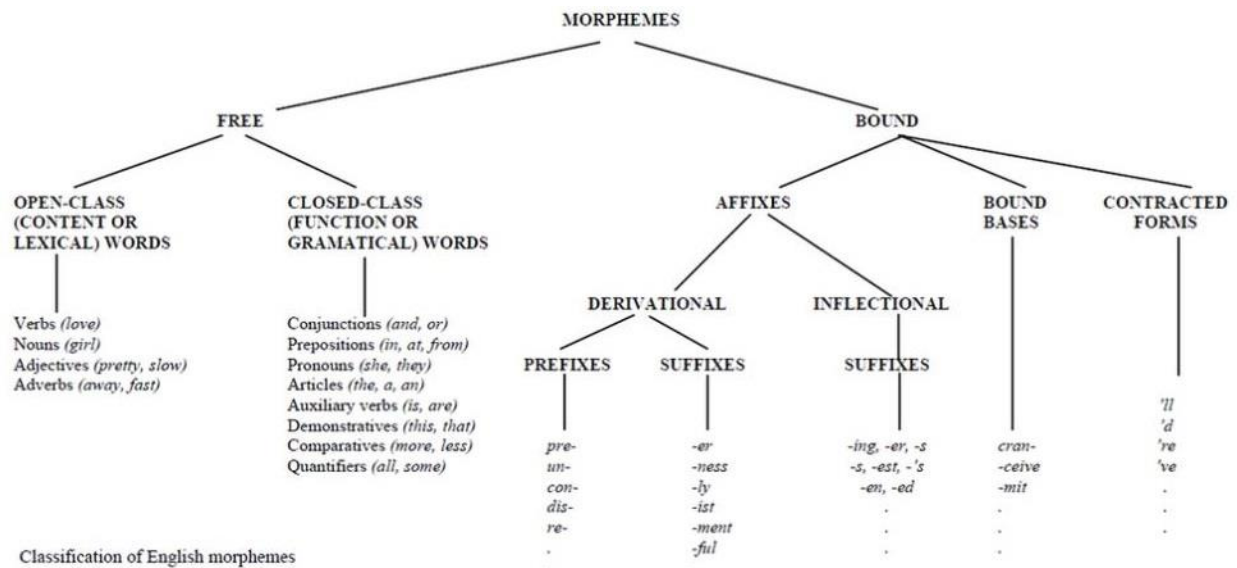 MORPHEMES
FREE
BOUND
OPEN-CLASS
(CONTENT OR
LEXICAL) WORDS
CLOSED-CLASS
(FUNCTION OR
GRAMATICAL) WORDS
AFFIXES
BOUND
BASES
CONTRACTED
FORMS
DERIVATIONAL
INFLECTIONAL
PREFIXES
SUFFIXES
SUFFIXES
Verbs (love)
Nouns (girl)
Adjectives (pretty, slow)
Adverbs (away, fast)
Conjunctions (and, or)
Prepositions (in, at, from)
Pronouns (she, they)
Articles (the, a, an)
Auxiliary verbs (is, are)
Demonstratives (this, that)
Comparatives (more, less)
Quantifiers (all, some)
pre-
un-
con-
dis-
re-
.
-er
-ness
-ly
-ist
-ment
-ful
-ing, -er, -s
-s, -est, -'s
-en, -ed
.
.
.
cran-
-ceive
-mit
.
.
.
'll
'd
're
've
.
.
.
Classification of English morphemes